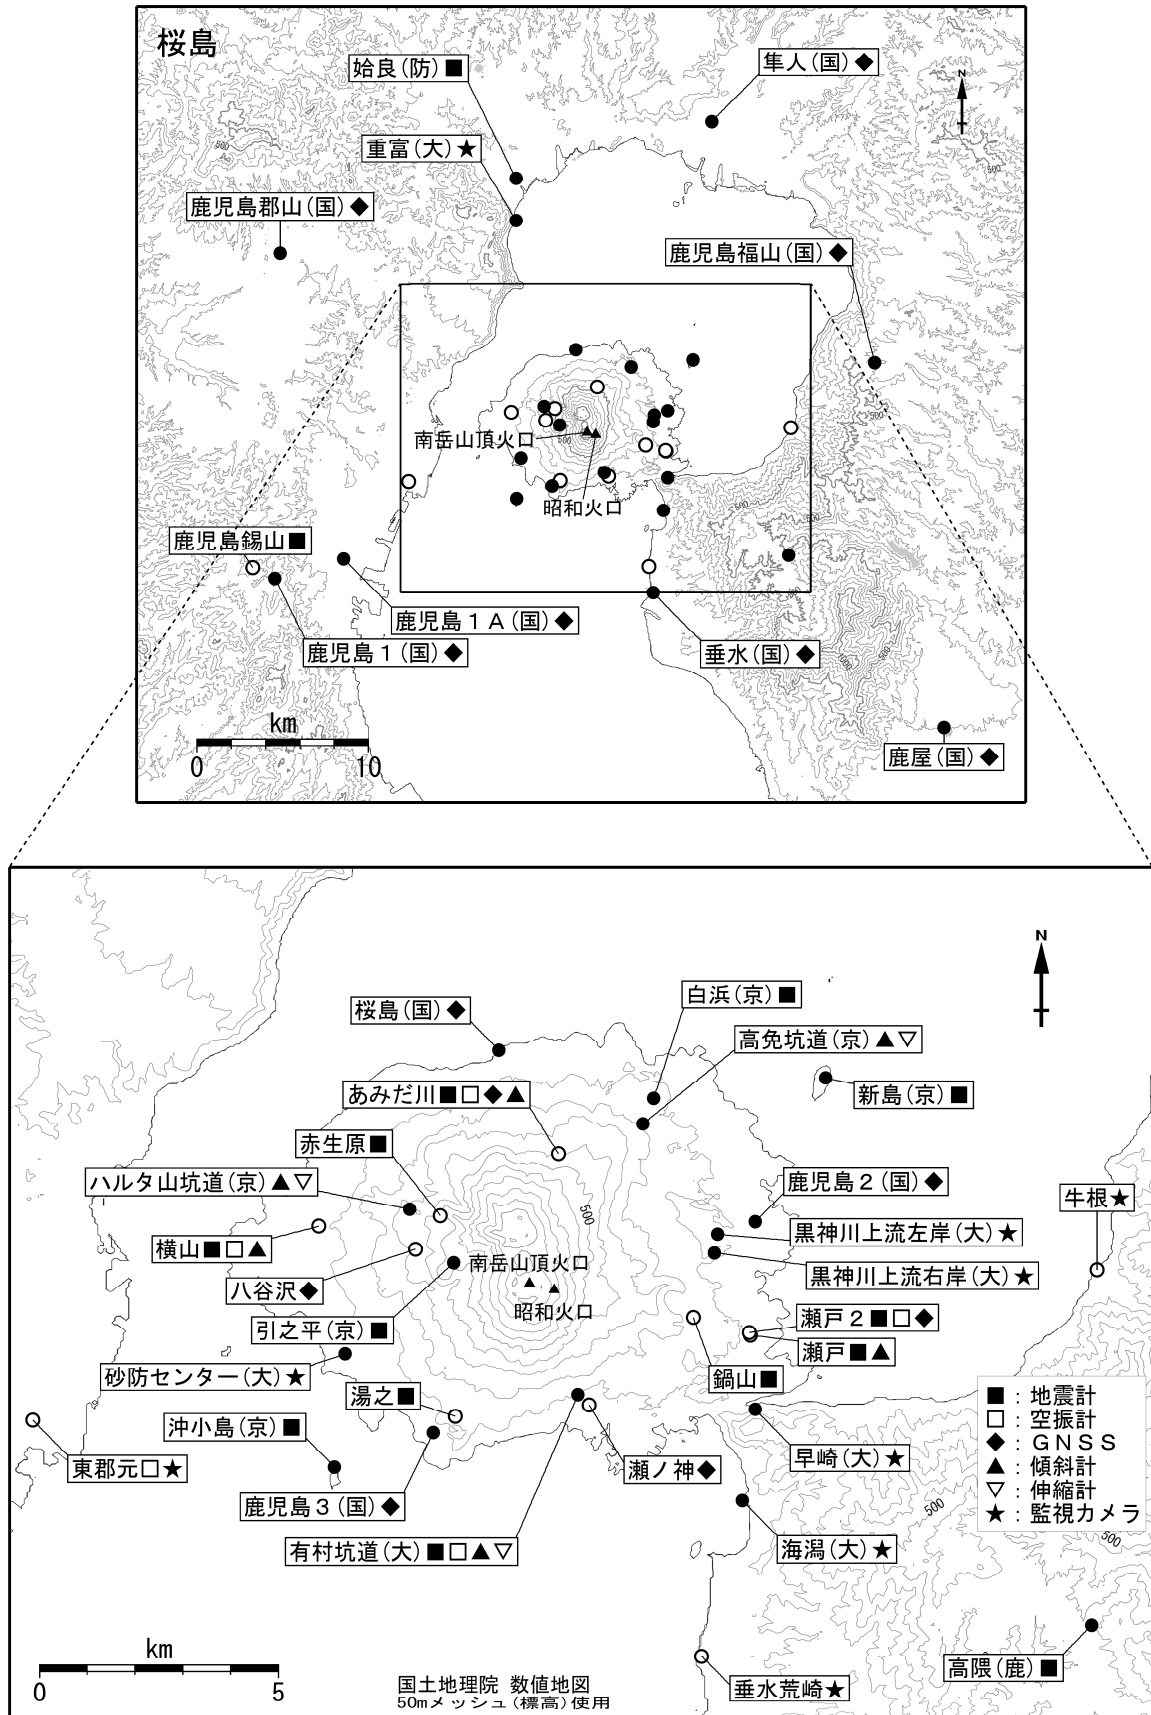 桜島
姶良(防)■
隼人(国)◆
N
重富(大)★
鹿児島郡山(国)◆
鹿児島福山(国)◆
500
500
500
500
南岳山頂火口
昭和火口
500
500
鹿児島錫山■
鹿児島1A(国)◆
鹿児島1(国)◆
垂水(国)◆
1000
km
0 10
鹿屋(国)◆
N
白浜(京)■
桜島(国)◆
高免坑道(京)▲▽
あみだ川■□◆▲
新島(京)■
赤生原■
ハルタ山坑道(京)▲▽
鹿児島2(国)◆
牛根★
500
黒神川上流左岸(大)★
横山■□▲
南岳山頂火口
黒神川上流右岸(大)★
八谷沢◆
昭和火口
瀬戸2■□◆
引之平(京)■
瀬戸■▲
砂防センター(大)★
鍋山■
湯之■
沖小島(京)■
東郡元□★
瀬ノ神◆
早崎(大)★
鹿児島3(国)◆
有村坑道(大)■□▲▽
海潟(大)★
■:地震計
□:空振計
◆:GNSS
▲:傾斜計
▽:伸縮計
★:監視カメラ
500
500
高隈(鹿)■
垂水荒崎★
km
0 5
国土地理院 数値地図
50mメッシュ(標高)使用